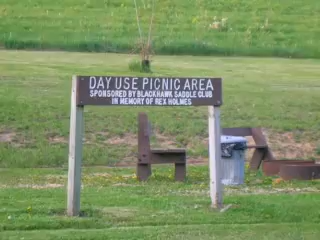 DAY USE PICNIC AREA
SPONSORED BY BLACKHAWK SADDLE CLUB
IN MEMORY OF REX HOLMES